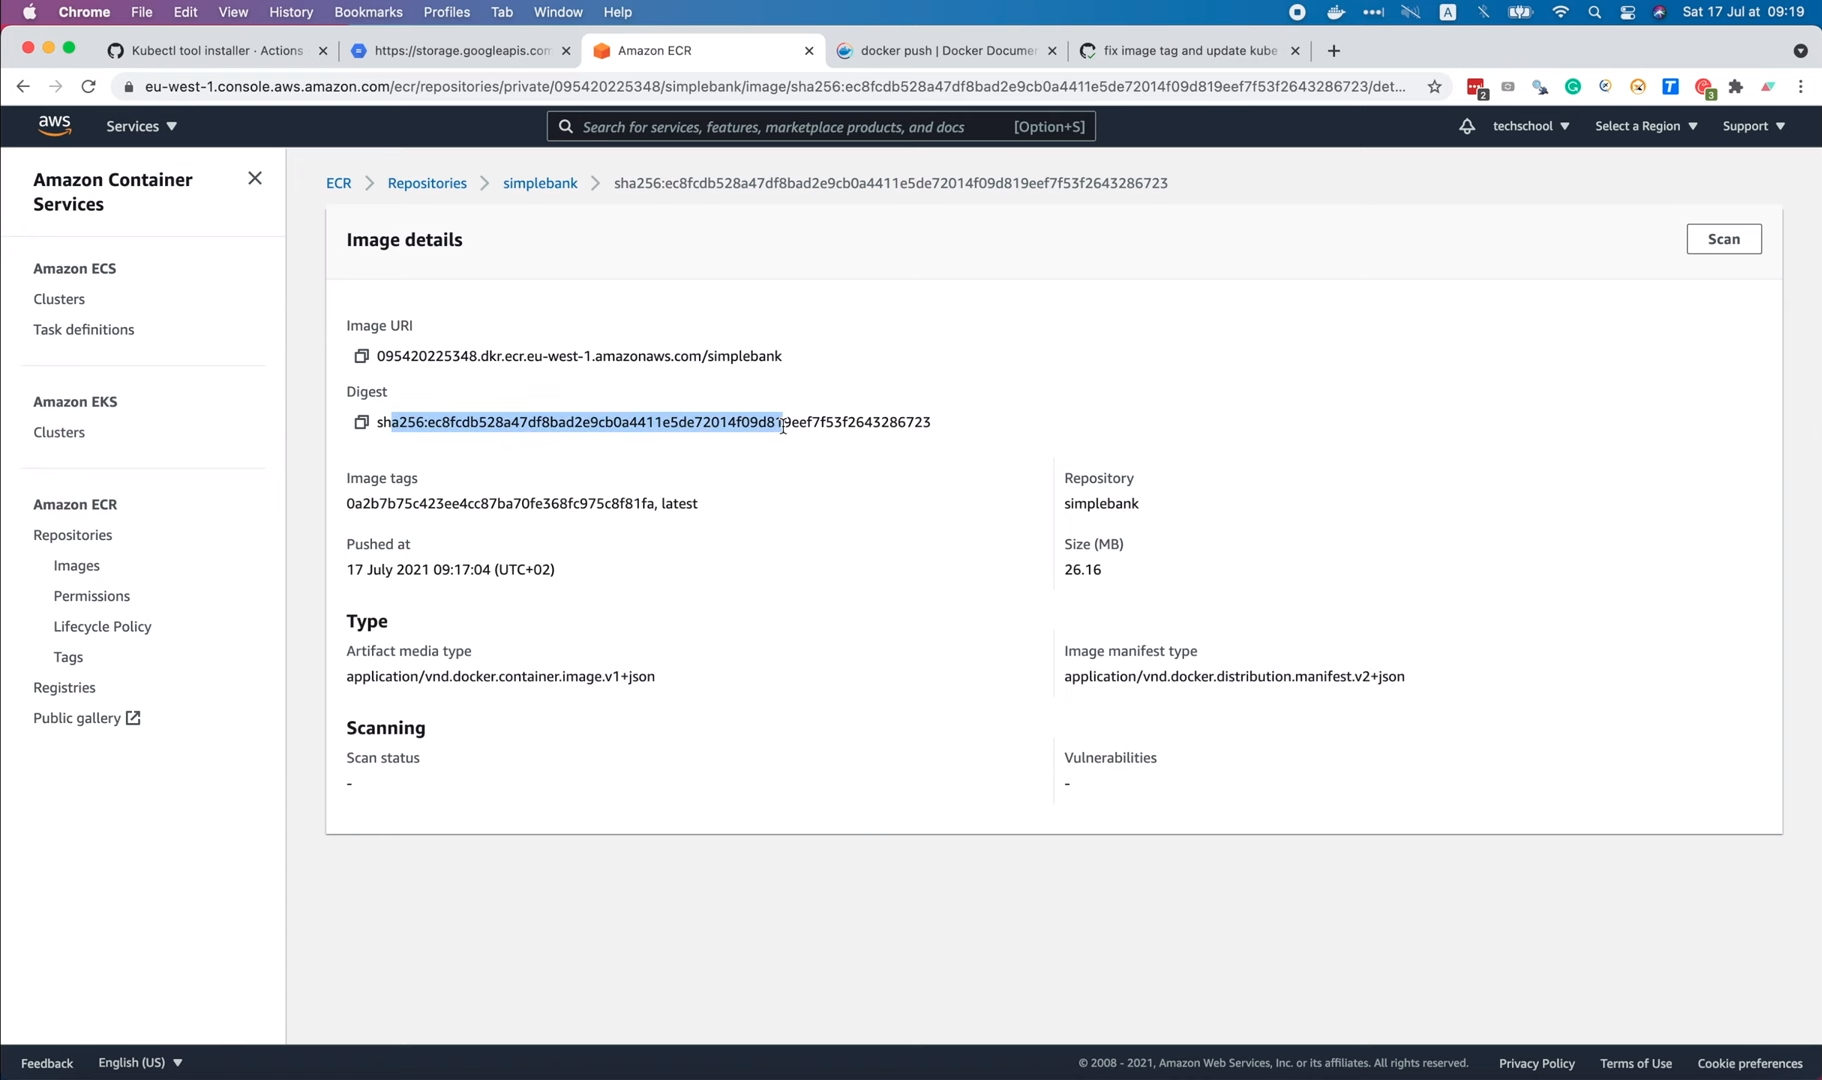 Chrome File Edit View History Bookmarks Profiles Tab Window Help A Sat 17 Jul at 09:19
Kubectl tool installer · Actions https://storage.googleapis.com Amazon ECR docker push | Docker Documen fix image tag and update kube
eu-west-1.console.aws.amazon.com/ecr/repositories/private/095420225348/simplebank/image/sha256:ec8fcdb528a47df8bad2e9cb0a4411e5de72014f09d819eef7f53f2643286723/det... 2 T 3
aws Services Search for services, features, marketplace products, and docs [Option+S] techschool Select a Region Support
Amazon Container
Services
Amazon ECS
Clusters
Task definitions
Amazon EKS
Clusters
Amazon ECR
Repositories
Images
Permissions
Lifecycle Policy
Tags
Registries
Public gallery
ECR Repositories simplebank sha256:ec8fcdb528a47df8bad2e9cb0a4411e5de72014f09d819eef7f53f2643286723
Image details Scan
Image URI
095420225348.dkr.ecr.eu-west-1.amazonaws.com/simplebank
Digest
sha256:ec8fcdb528a47df8bad2e9cb0a4411e5de72014f09d819eef7f53f2643286723
Image tags
0a2b7b75c423ee4cc87ba70fe368fc975c8f81fa, latest
Repository
simplebank
Pushed at
17 July 2021 09:17:04 (UTC+02)
Size (MB)
26.16
Type
Artifact media type
application/vnd.docker.container.image.v1+json
Image manifest type
application/vnd.docker.distribution.manifest.v2+json
Scanning
Scan status
-
Vulnerabilities
-
Feedback English (US) © 2008 - 2021, Amazon Web Services, Inc. or its affiliates. All rights reserved. Privacy Policy Terms of Use Cookie preferences